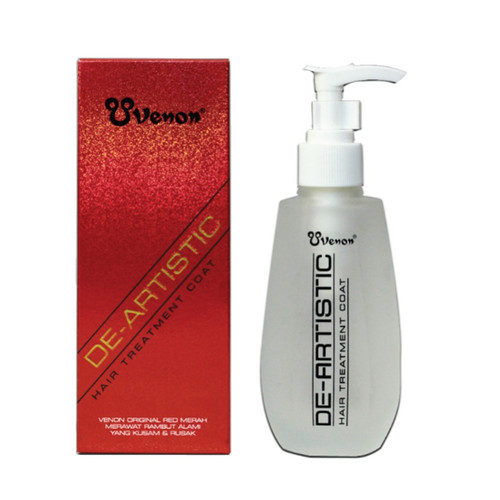 Venon®
DE-ARTISTIC
HAIR TREATMENT COAT
VENON ORIGINAL RED MERAH
MERAWAT RAMBUT ALAMI
YANG KUSAM & RUSAK
Venon®
DE-ARTISTIC
HAIR TREATMENT COAT